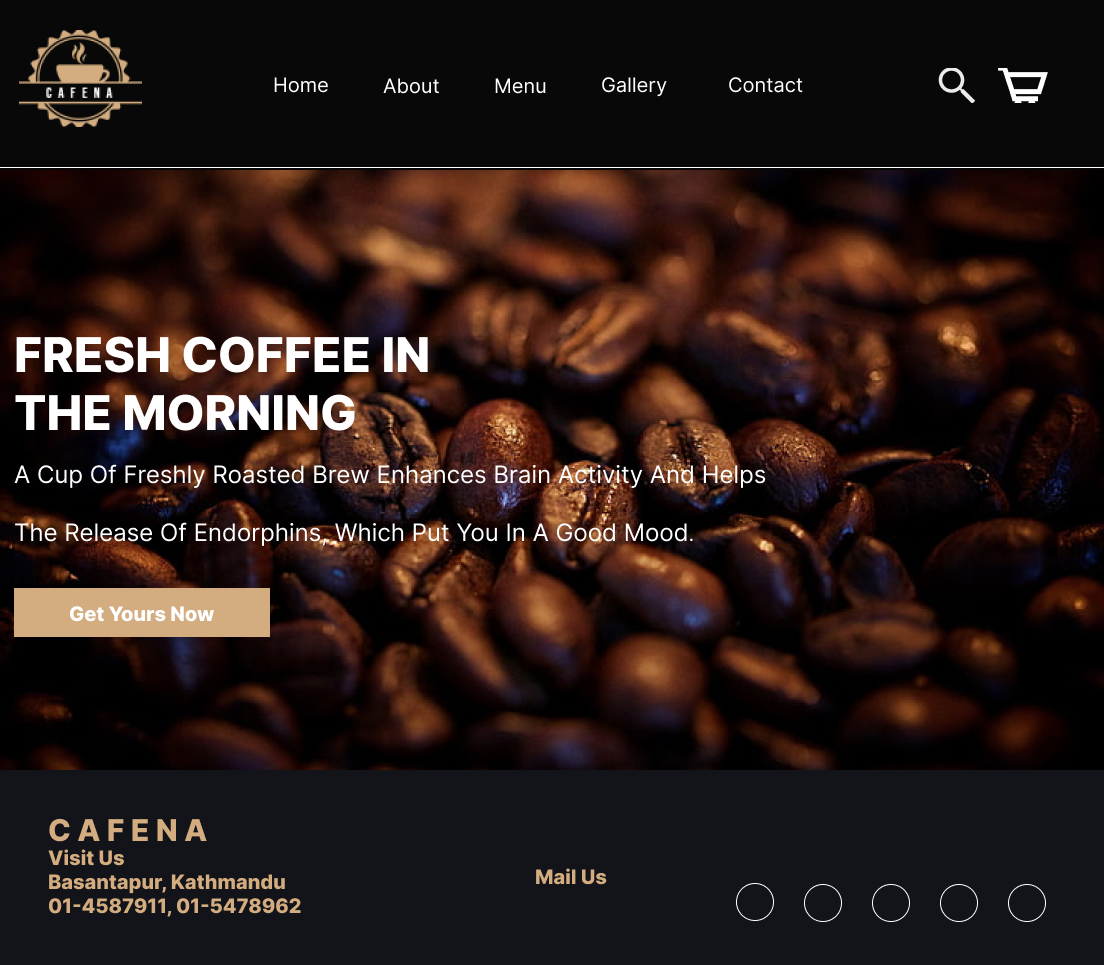 CAFENA
Home About Menu Gallery Contact
FRESH COFFEE IN
THE MORNING
A Cup Of Freshly Roasted Brew Enhances Brain Activity And Helps
The Release Of Endorphins, Which Put You In A Good Mood.
Get Yours Now
CAFENA
Visit Us
Basantapur, Kathmandu
01-4587911, 01-5478962
Mail Us